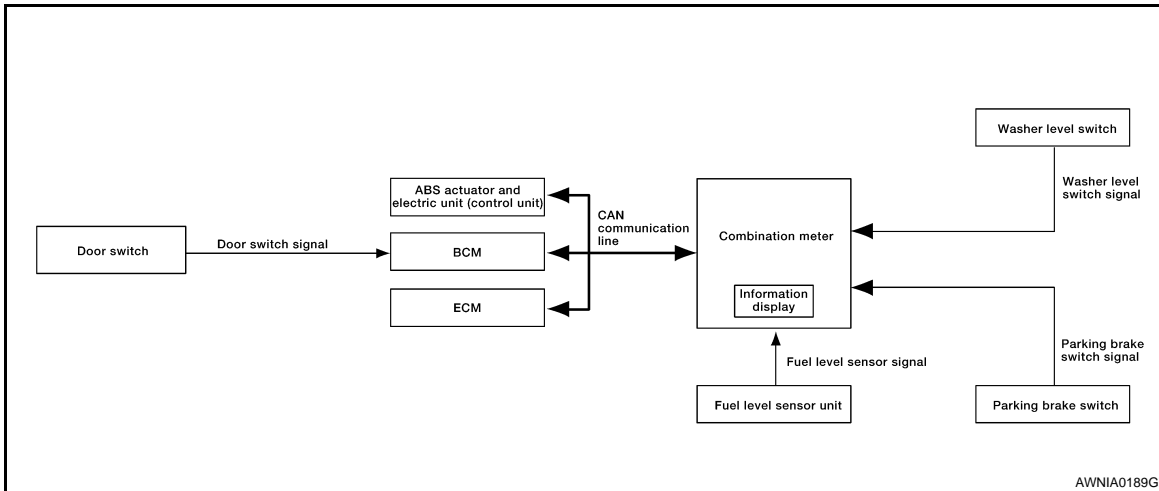 Washer level switch
Washer level
switch signal
ABS actuator and
electric unit (control unit)
CAN
communication
line
Door switch
Door switch signal
BCM
Combination meter
ECM
Information
display
Fuel level sensor signal
Parking brake
switch signal
Fuel level sensor unit
Parking brake switch
AWNIA0189G